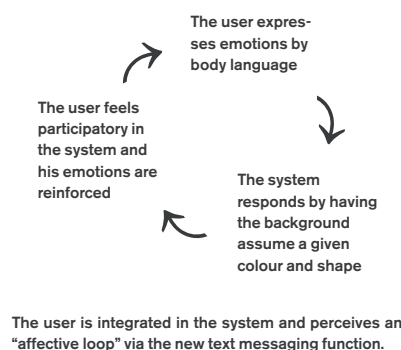 The user expres-
ses emotions by
body language
The user feels
participatory in
the system and
his emotions are
reinforced
The system
responds by having
the background
assume a given
colour and shape
The user is integrated in the system and perceives an
“affective loop” via the new text messaging function.